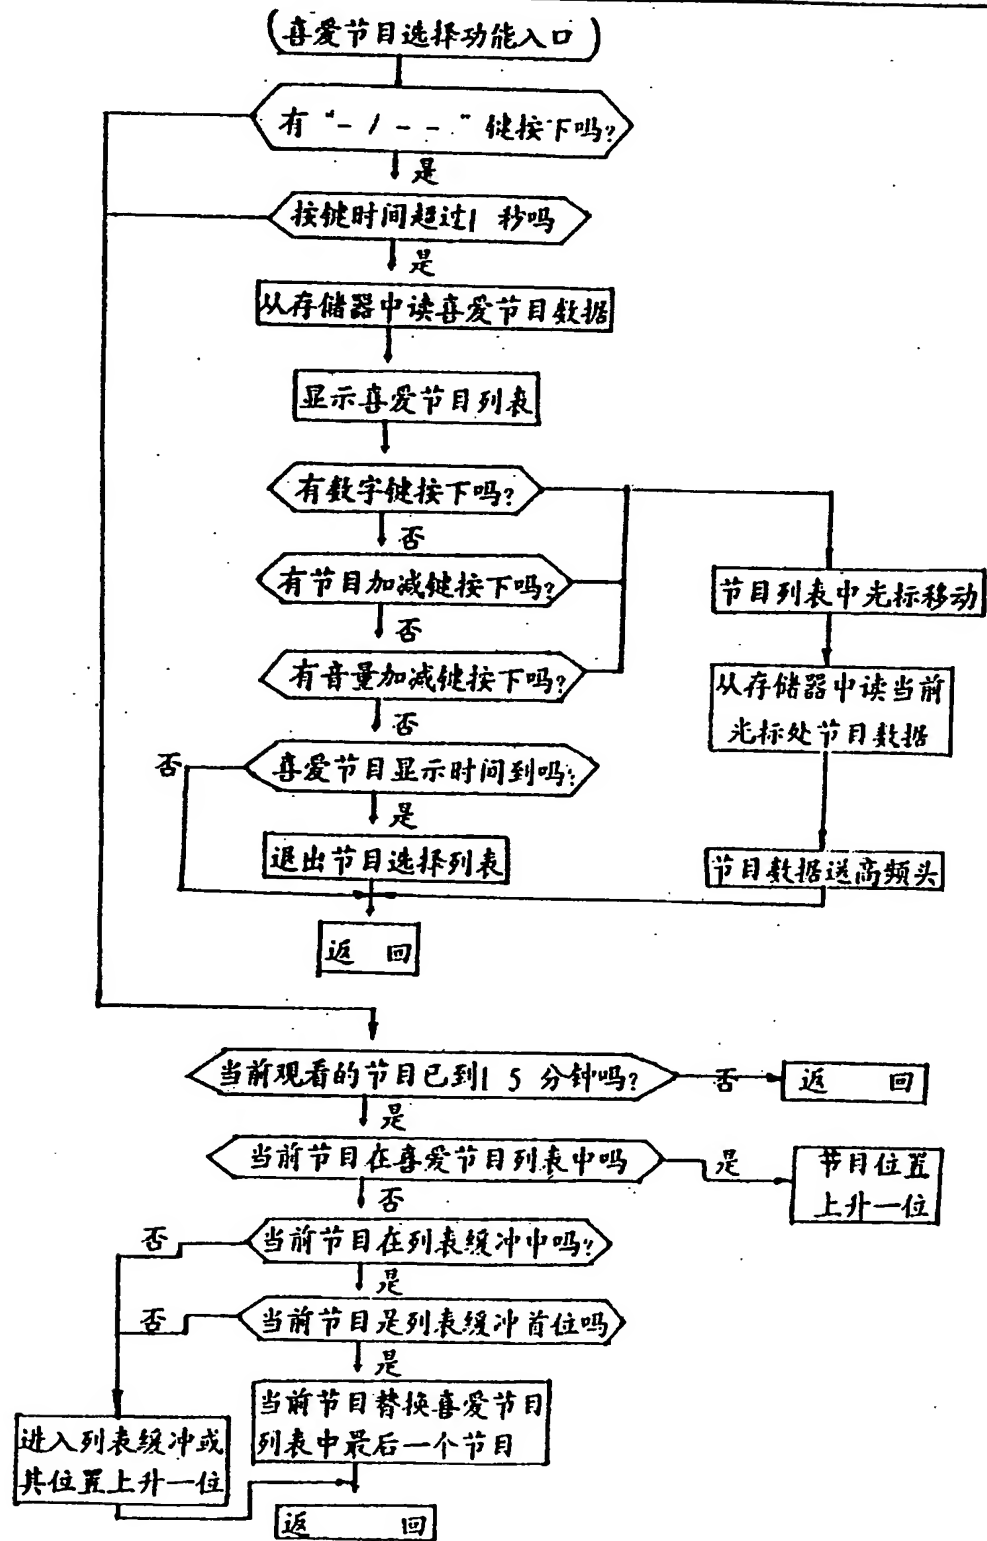 (喜爱节目选择功能入口)
有"-/--"键按下吗?
是
按键时间超过1 秒吗
是
从存储器中读喜爱节目数据
显示喜爱节目列表
有数字键按下吗?
否
有节目加减键按下吗?
否
有音量加减键按下吗?
否
节目列表中光标移动
从存储器中读当前
光标处节目数据
节目数据送高频头
否
喜爱节目显示时间到吗?
是
退出节目选择列表
返 回
当前观看的节目已到15分钟吗?
否
返 回
是
当前节目在喜爱节目列表中吗
是
节目位置
上升一位
否
当前节目在列表缓冲中吗?
否
是
当前节目是列表缓冲首位吗
否
是
当前节目替换喜爱节目
列表中最后一个节目
进入列表缓冲或
其位置上升一位
返 回